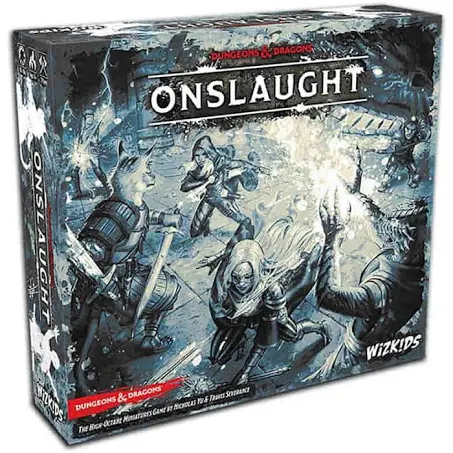 DUNGEONS & DRAGONS
ONSLAUGHT
ONSLAUGHT
WIZKIDS
DUNGEONS & DRAGONS
THE HIGH-OCTANE MINIATURES GAME BY NICHOLAS YU & TRAVIS SEVERANCE
WIZKIDS